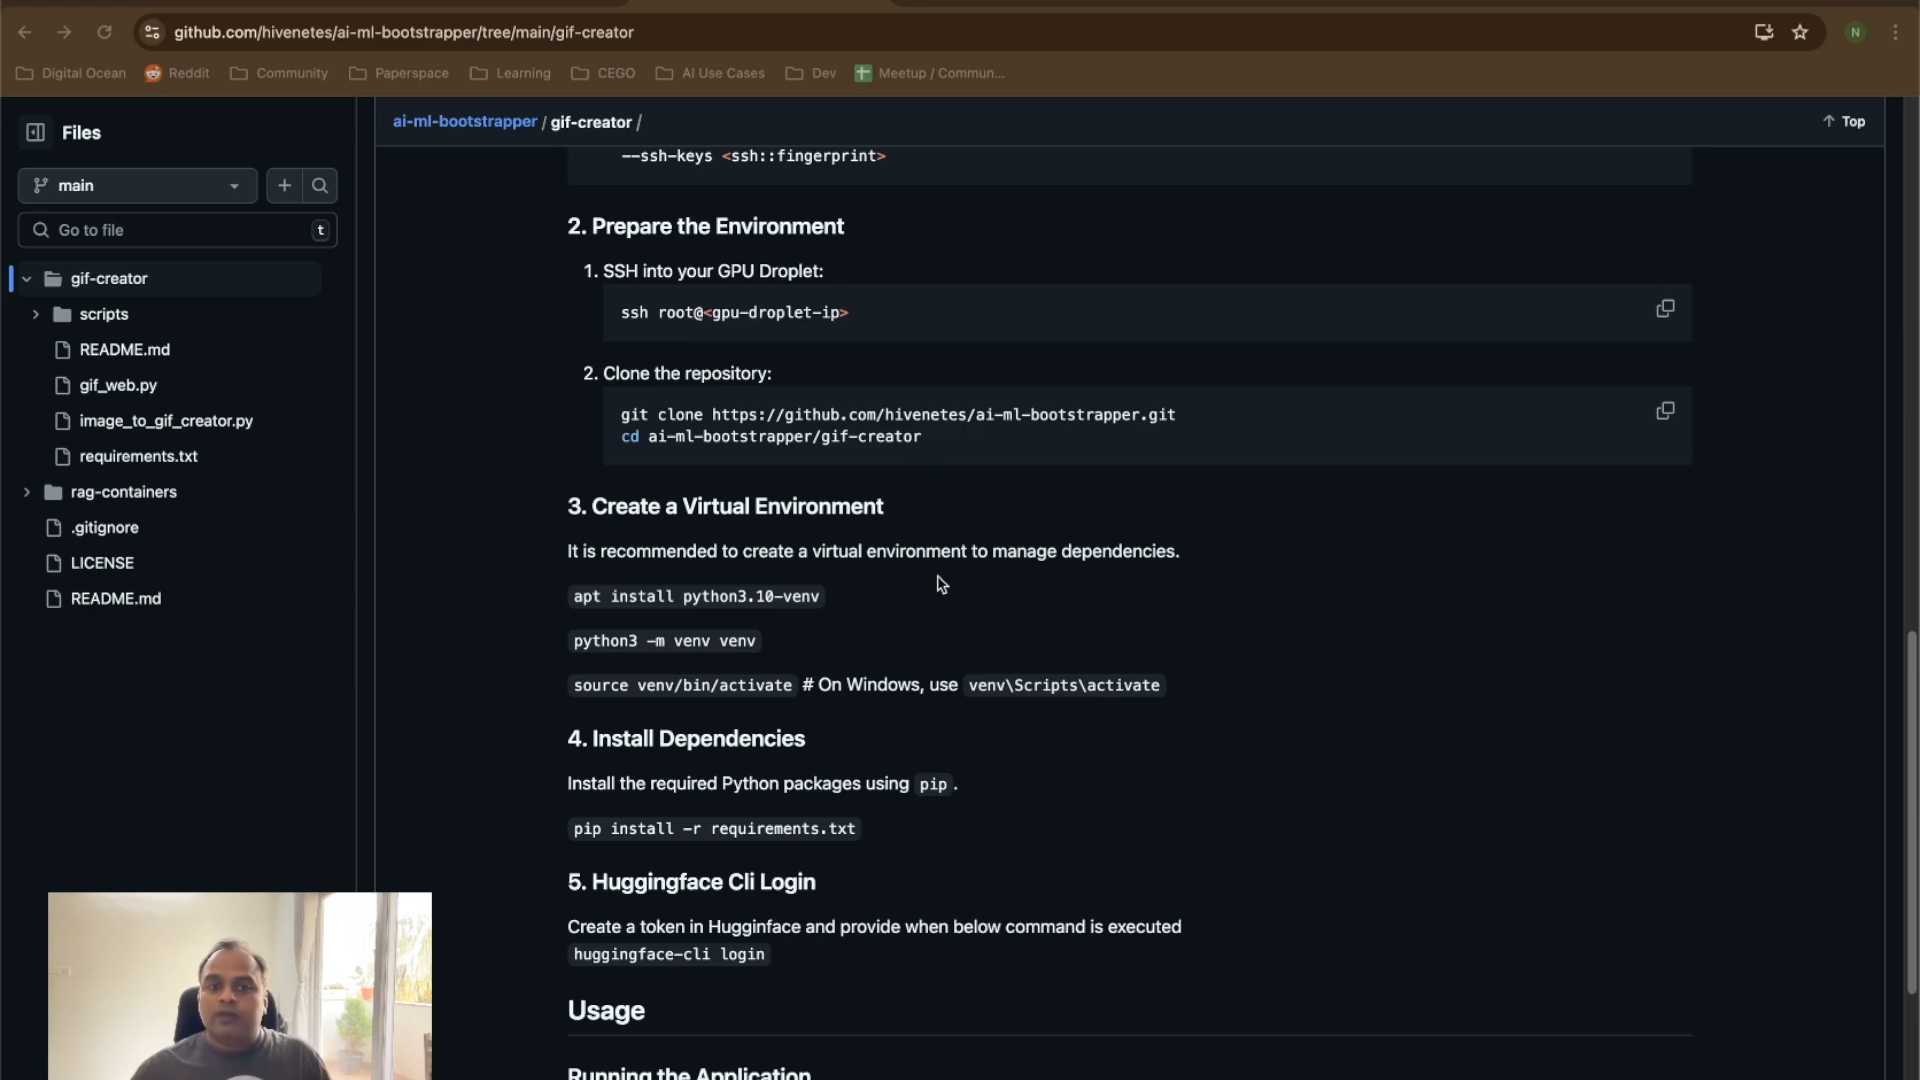 github.com/hivenetes/ai-ml-bootstrapper/tree/main/gif-creator
N
Digital Ocean
Reddit
Community
Paperspace
Learning
CEGO
AI Use Cases
Dev
Meetup / Commun...
Files
main
Go to file
t
gif-creator
scripts
README.md
gif_web.py
image_to_gif_creator.py
requirements.txt
rag-containers
.gitignore
LICENSE
README.md
ai-ml-bootstrapper / gif-creator /
Top
--ssh-keys <ssh::fingerprint>
2. Prepare the Environment
1. SSH into your GPU Droplet:
ssh root@<gpu-droplet-ip>
2. Clone the repository:
git clone https://github.com/hivenetes/ai-ml-bootstrapper.git
cd ai-ml-bootstrapper/gif-creator
3. Create a Virtual Environment
It is recommended to create a virtual environment to manage dependencies.
apt install python3.10-venv
python3 -m venv venv
source venv/bin/activate # On Windows, use venv\Scripts\activate
4. Install Dependencies
Install the required Python packages using pip .
pip install -r requirements.txt
5. Huggingface Cli Login
Create a token in Hugginface and provide when below command is executed
huggingface-cli login
Usage
Running the Application